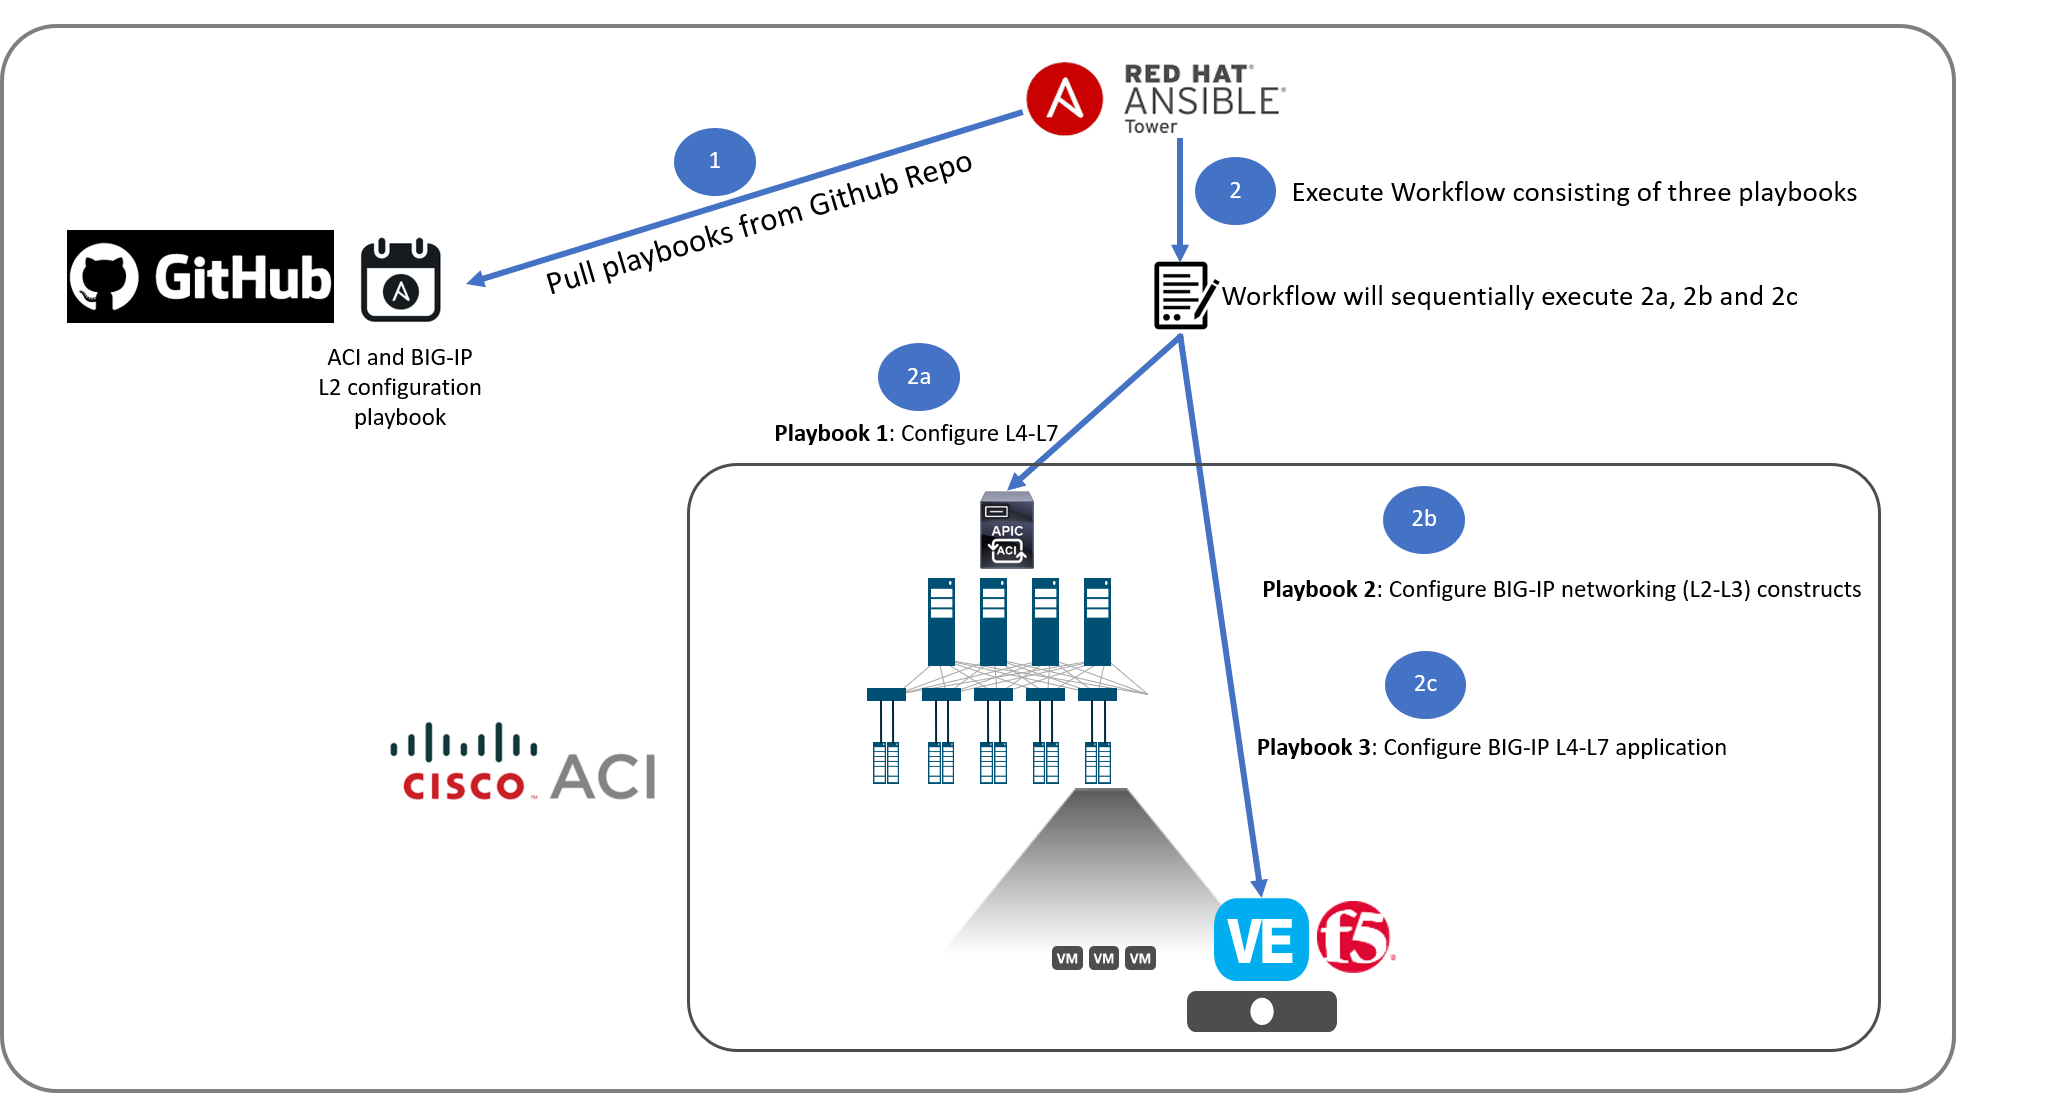 RED HAT®
ANSIBLE®
Tower
1
Pull playbooks from Github Repo
2
Execute Workflow consisting of three playbooks
GitHub
Workflow will sequentially execute 2a, 2b and 2c
ACI and BIG-IP
L2 configuration
playbook
2a
Playbook 1: Configure L4-L7
APIC
ACI
2b
Playbook 2: Configure BIG-IP networking (L2-L3) constructs
2c
Playbook 3: Configure BIG-IP L4-L7 application
CISCO™ ACI
VM VM VM
VE f5®